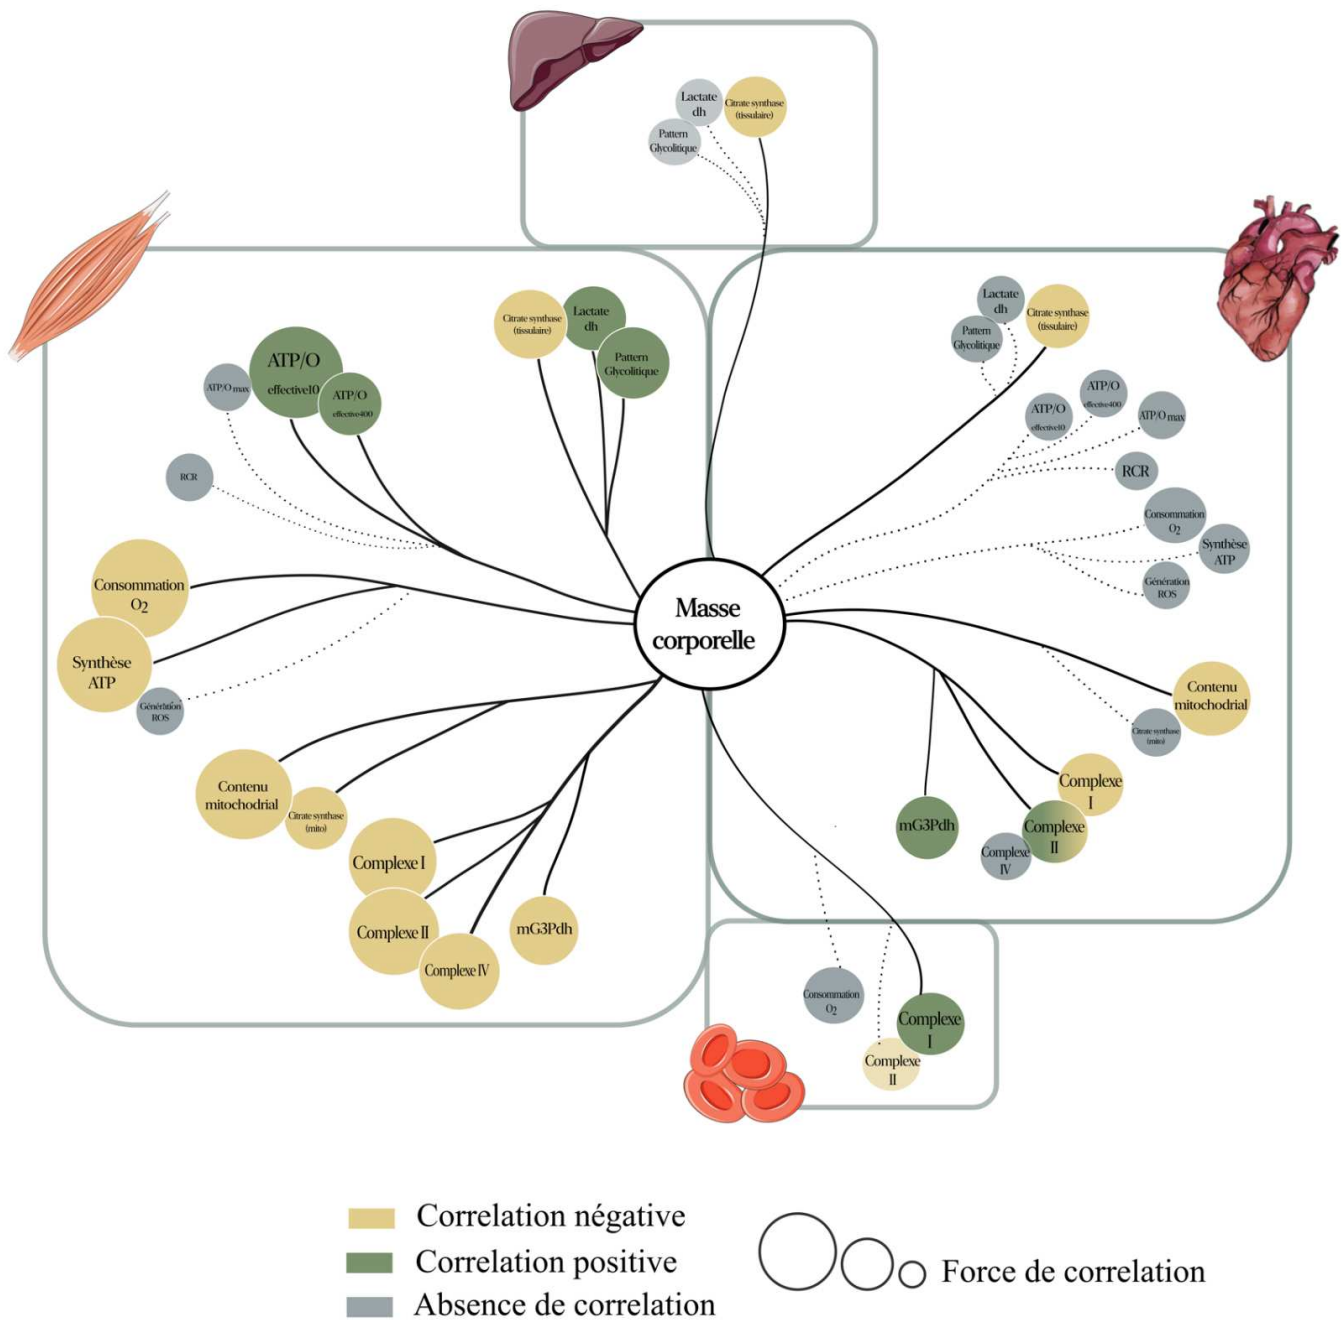 Lactate
dh
Citrate synthase
(tissulaire)
Pattern
Glycolitique
Citrate synthase
(tissulaire)
Lactate
dh
Pattern
Glycolitique
ATP/O
effective10
ATP/O max
ATP/O
effective400
RCR
Consommation
O2
Synthèse
ATP
Génération
ROS
Contenu
mitochodrial
Citrate synthase
(mito)
Complexe I
Complexe II
Complexe IV
mG3Pdh
Masse
corporelle
Lactate
dh
Citrate synthase
(tissulaire)
Pattern
Glycolitique
ATP/O
effective10
ATP/O
effective400
ATP/O max
RCR
Consommation
O2
Synthèse
ATP
Génération
ROS
Contenu
mitochodrial
Citrate synthase
(mito)
Complexe
I
mG3Pdh
Complexe
II
Complexe
IV
Consommation
O2
Complexe
I
Complexe
II
Correlation négative
Correlation positive
Absence de correlation
Force de correlation